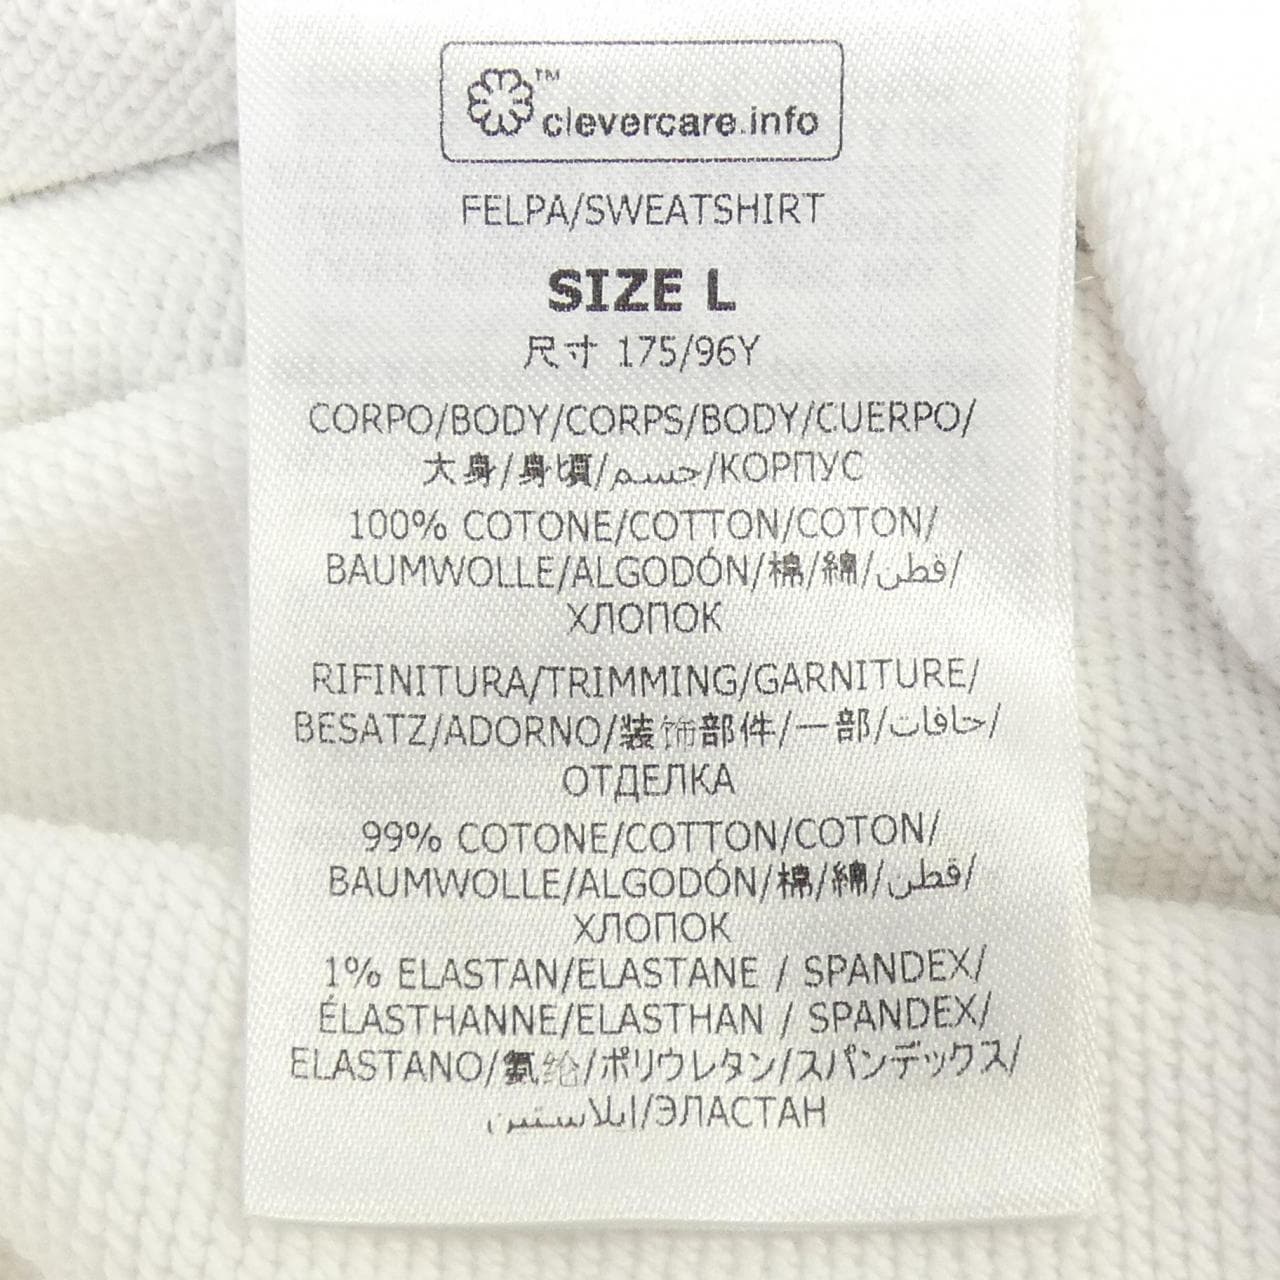 ™
clevercare.info
FELPA/SWEATSHIRT
SIZE L
尺寸 175/96Y
CORPO/BODY/CORPS/BODY/CUERPO/
大身/身頃/جسم/КОРПУС
100% COTONE/COTTON/COTON/
BAUMWOLLE/ALGODÓN/棉/綿/قطن/
ХЛОПОК
RIFINITURA/TRIMMING/GARNITURE/
BESATZ/ADORNO/装饰部件/一部/حافات/
ОТДЕЛКА
99% COTONE/COTTON/COTON/
BAUMWOLLE/ALGODÓN/棉/綿/قطن/
ХЛОПОК
1% ELASTAN/ELASTANE / SPANDEX/
ÉLASTHANNE/ELASTHAN / SPANDEX/
ELASTANO/氨纶/ポリウレタン/スパンデックス/
ايلاستين/ЭЛАСТАН